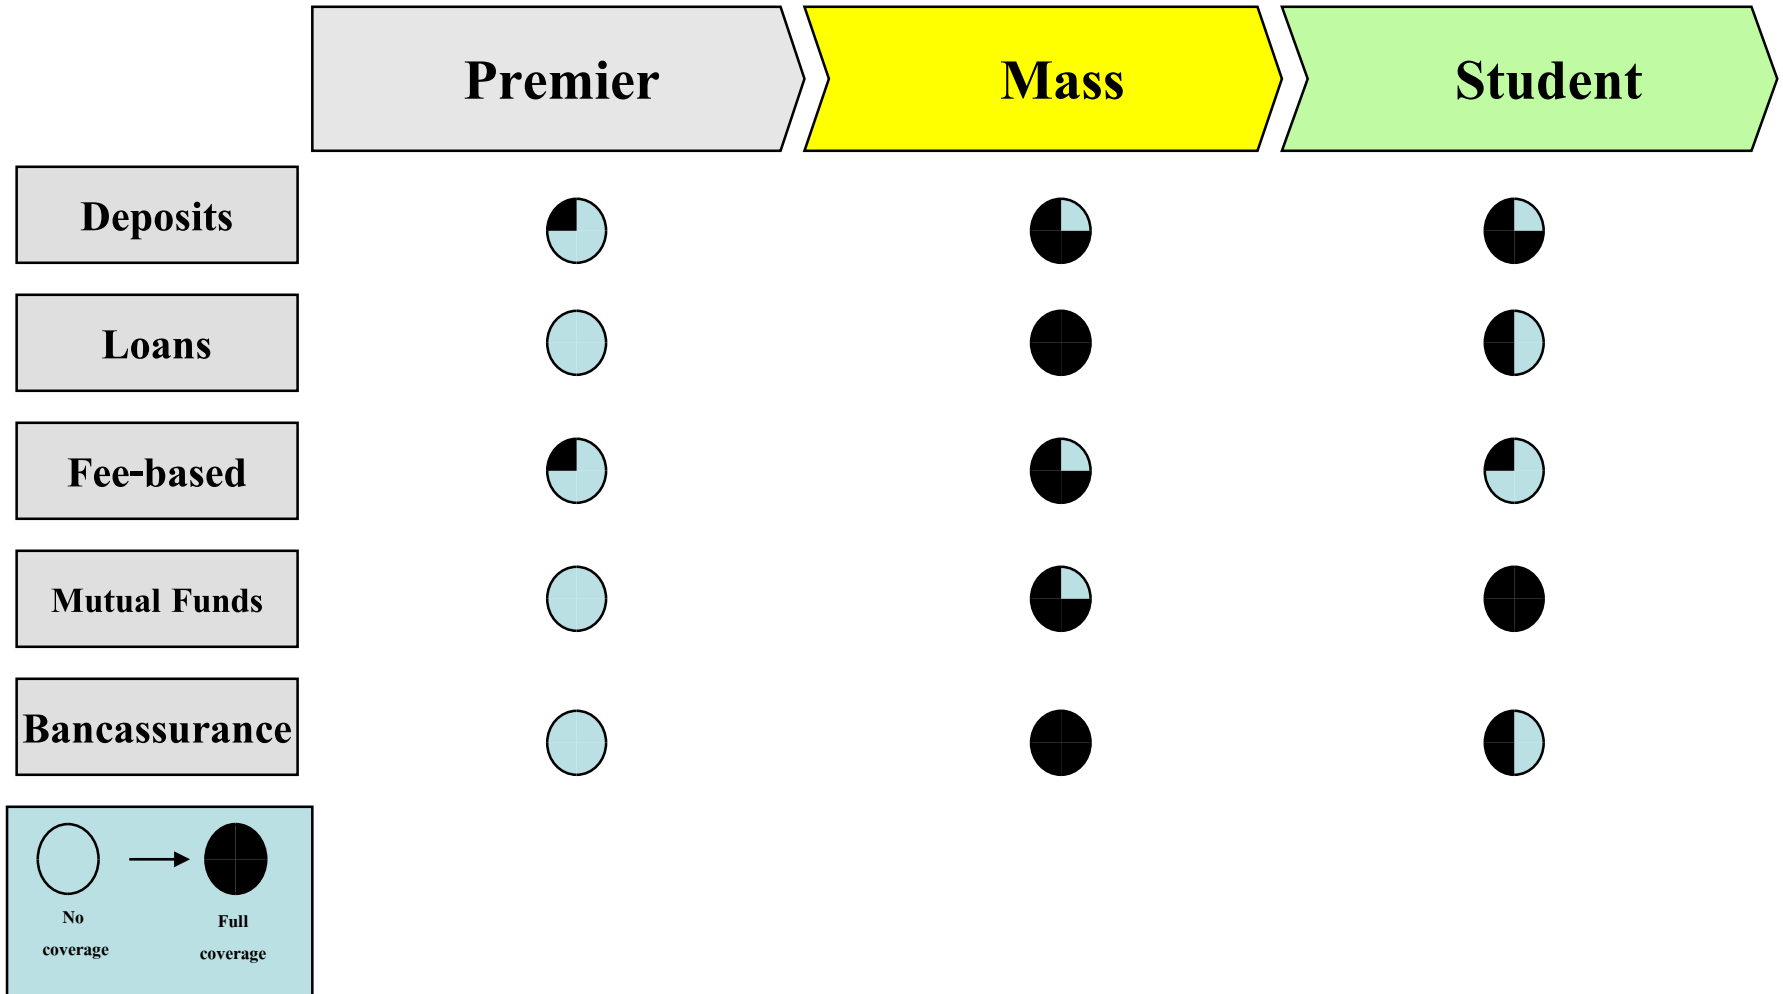 Premier
Mass
Student
Deposits
Loans
Fee-based
Mutual Funds
Bancassurance
No
coverage
Full
coverage